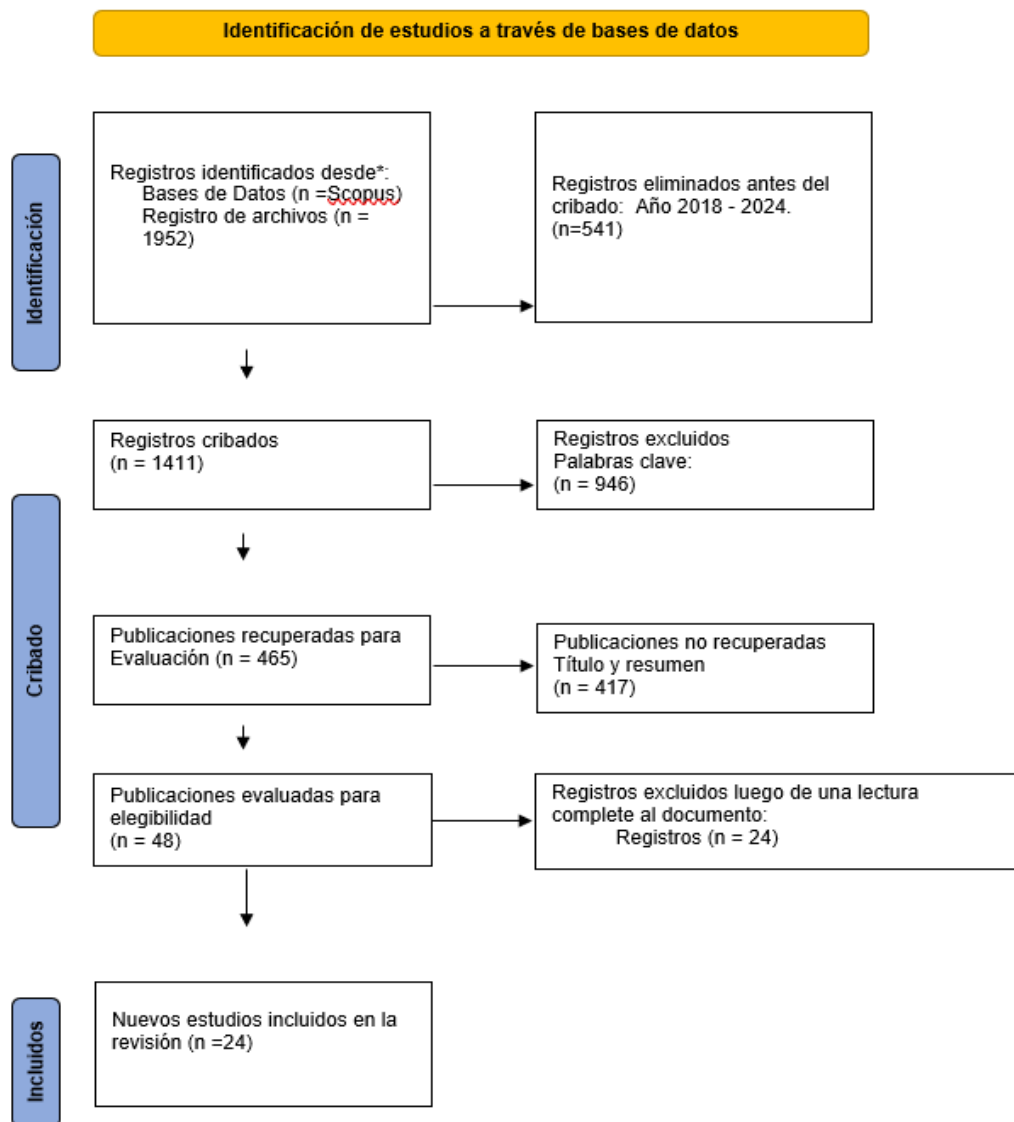 Identificación de estudios a través de bases de datos
Identificación
Registros identificados desde*:
Bases de Datos (n =Scopus)
Registro de archivos (n =
1952)
Registros eliminados antes del
cribado: Año 2018 - 2024.
(n=541)
Cribado
Registros cribados
(n = 1411)
Registros excluidos
Palabras clave:
(n = 946)
Publicaciones recuperadas para
Evaluación (n = 465)
Publicaciones no recuperadas
Título y resumen
(n = 417)
Publicaciones evaluadas para
elegibilidad
(n = 48)
Registros excluidos luego de una lectura
complete al documento:
Registros (n = 24)
Incluidos
Nuevos estudios incluidos en la
revisión (n =24)